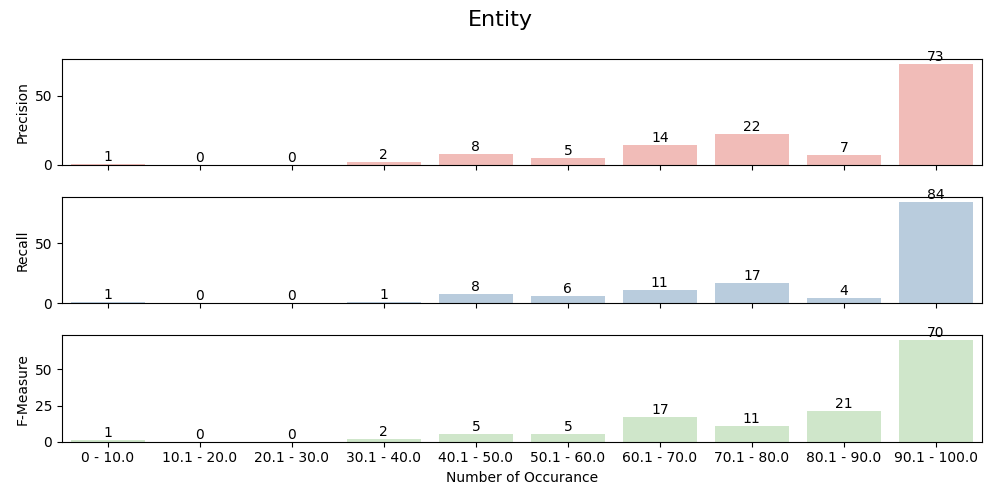 Entity
Precision
50
0
1 0 0 2 8 5 14 22 7 73
Recall
50
0
1 0 0 1 8 6 11 17 4 84
F-Measure
50
25
0
1 0 0 2 5 5 17 11 21 70
0 - 10.0 10.1 - 20.0 20.1 - 30.0 30.1 - 40.0 40.1 - 50.0 50.1 - 60.0 60.1 - 70.0 70.1 - 80.0 80.1 - 90.0 90.1 - 100.0
Number of Occurance